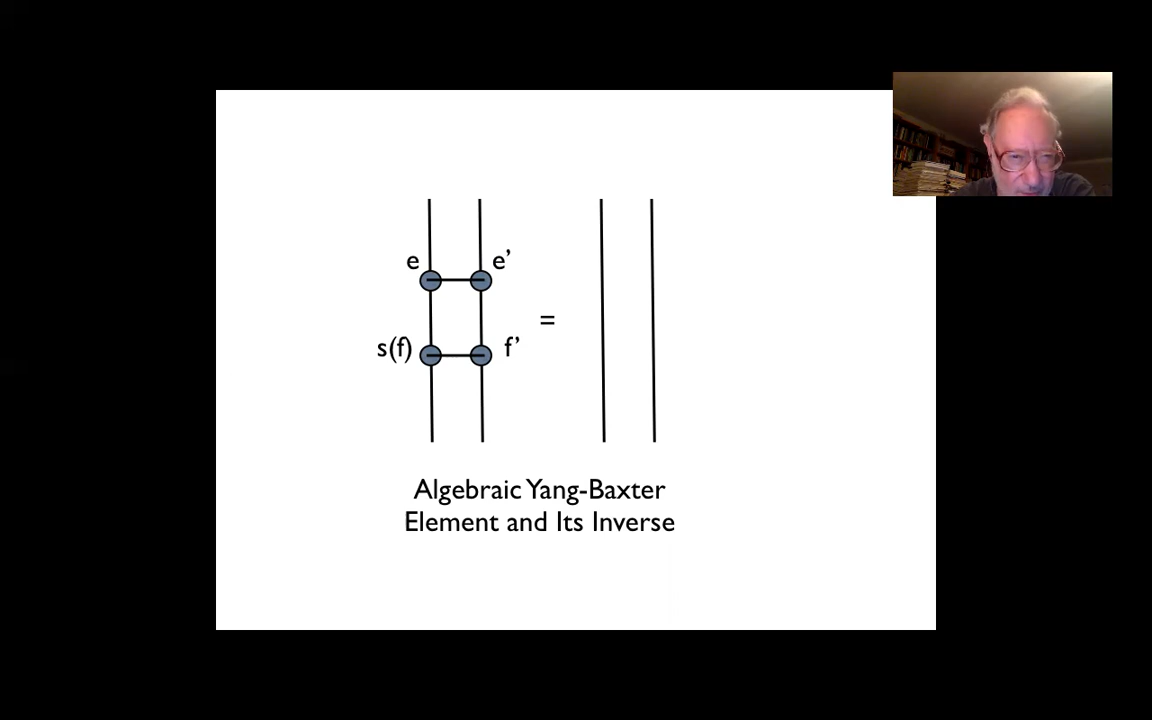 e e’
=
s(f) f’
Algebraic Yang-Baxter
Element and Its Inverse